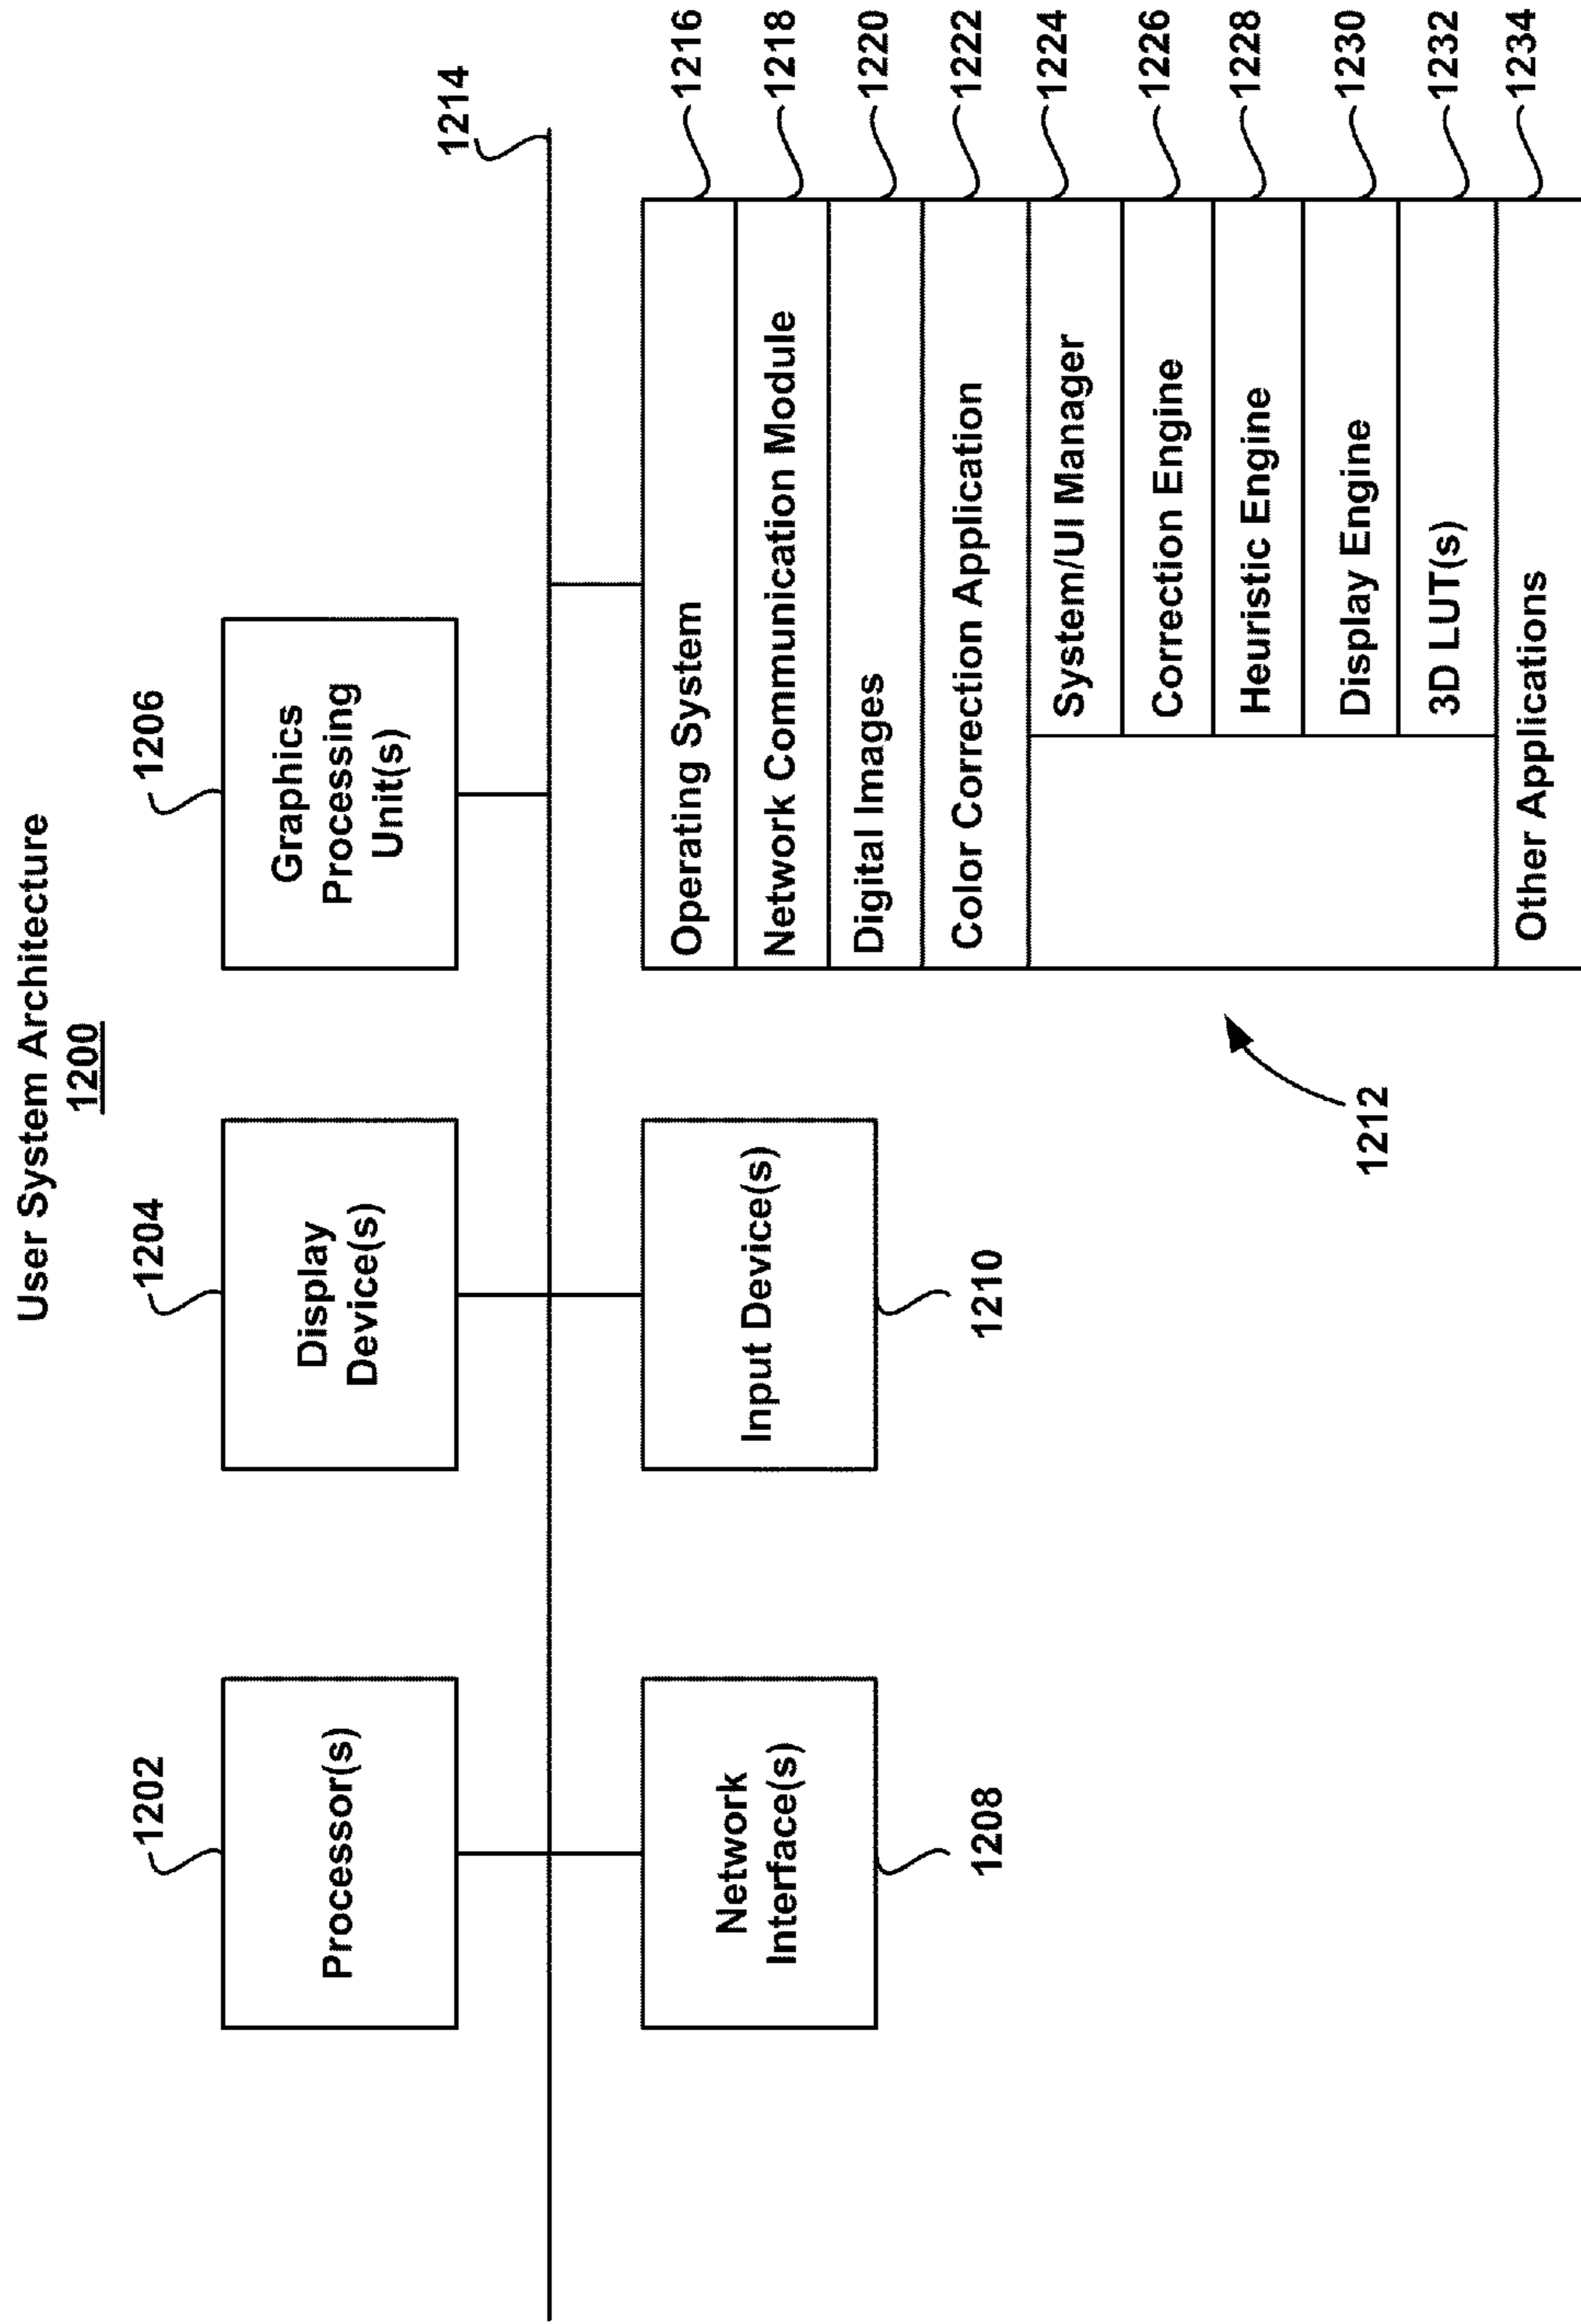 User System Architecture
1200
1202
Processor(s)
1204
Display
Device(s)
1206
Graphics
Processing
Unit(s)
1214
Network
Interface(s)
1208
Input Device(s)
1210
1212
Operating System
1216
Network Communication Module
1218
Digital Images
1220
Color Correction Application
1222
System/UI Manager
1224
Correction Engine
1226
Heuristic Engine
1228
Display Engine
1230
3D LUT(s)
1232
Other Applications
1234